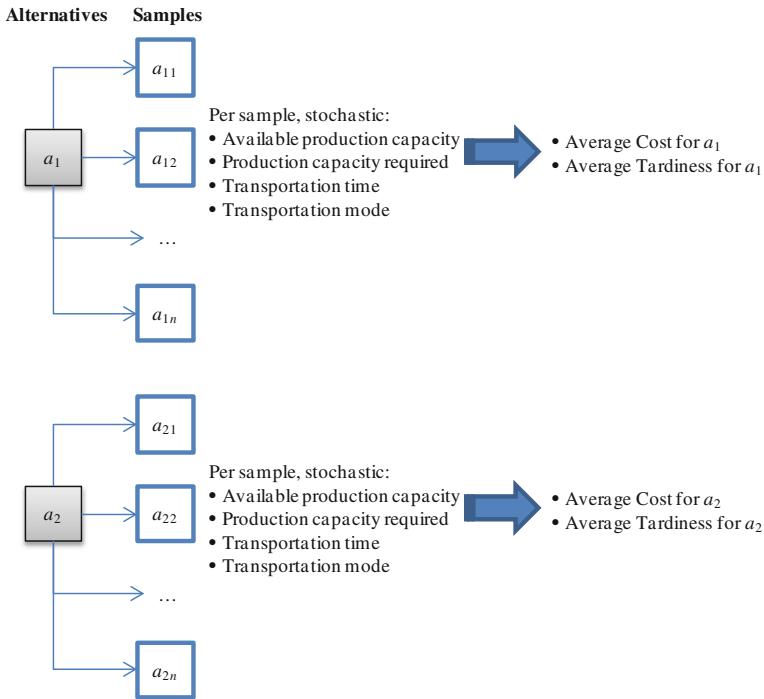 Alternatives Samples
a11
Per sample, stochastic:
• Available production capacity
• Production capacity required
• Transportation time
• Transportation mode
a1
a12
...
a1n
• Average Cost for a1
• Average Tardiness for a1
a21
Per sample, stochastic:
• Available production capacity
• Production capacity required
• Transportation time
• Transportation mode
a2
a22
...
a2n
• Average Cost for a2
• Average Tardiness for a2